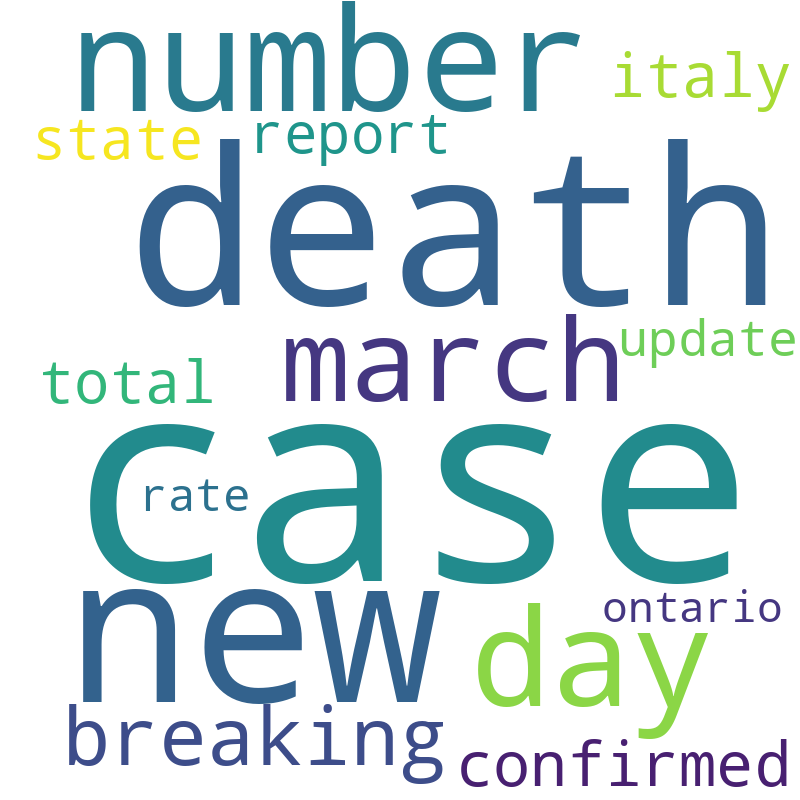 number
italy
state
report
death
march
update
total
case
rate
new
ontario
day
breaking
confirmed